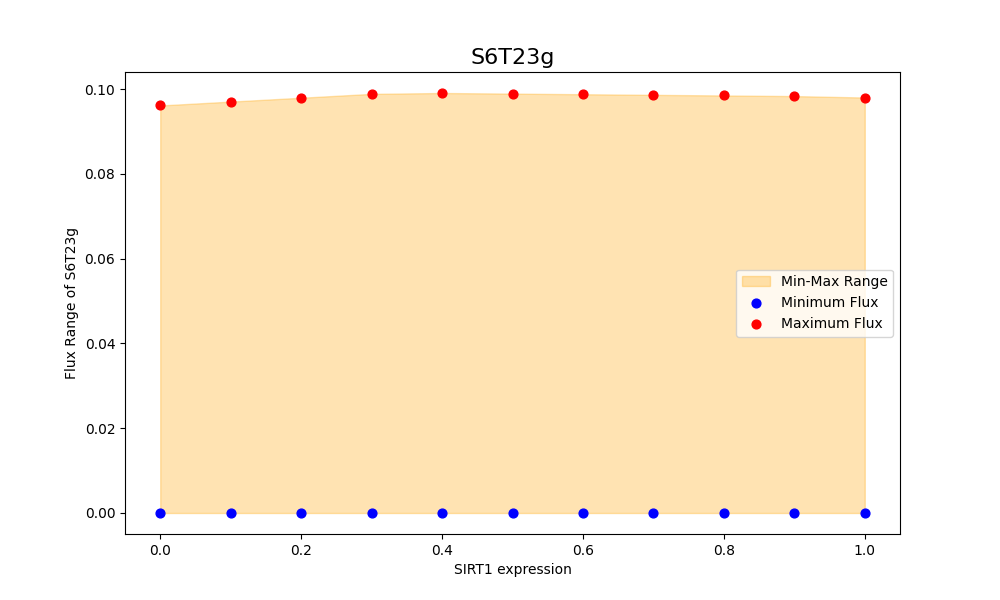 S6T23g
Flux Range of S6T23g
0.10
0.08
0.06
0.04
0.02
0.00
Min-Max Range
Minimum Flux
Maximum Flux
0.0 0.2 0.4 0.6 0.8 1.0
SIRT1 expression